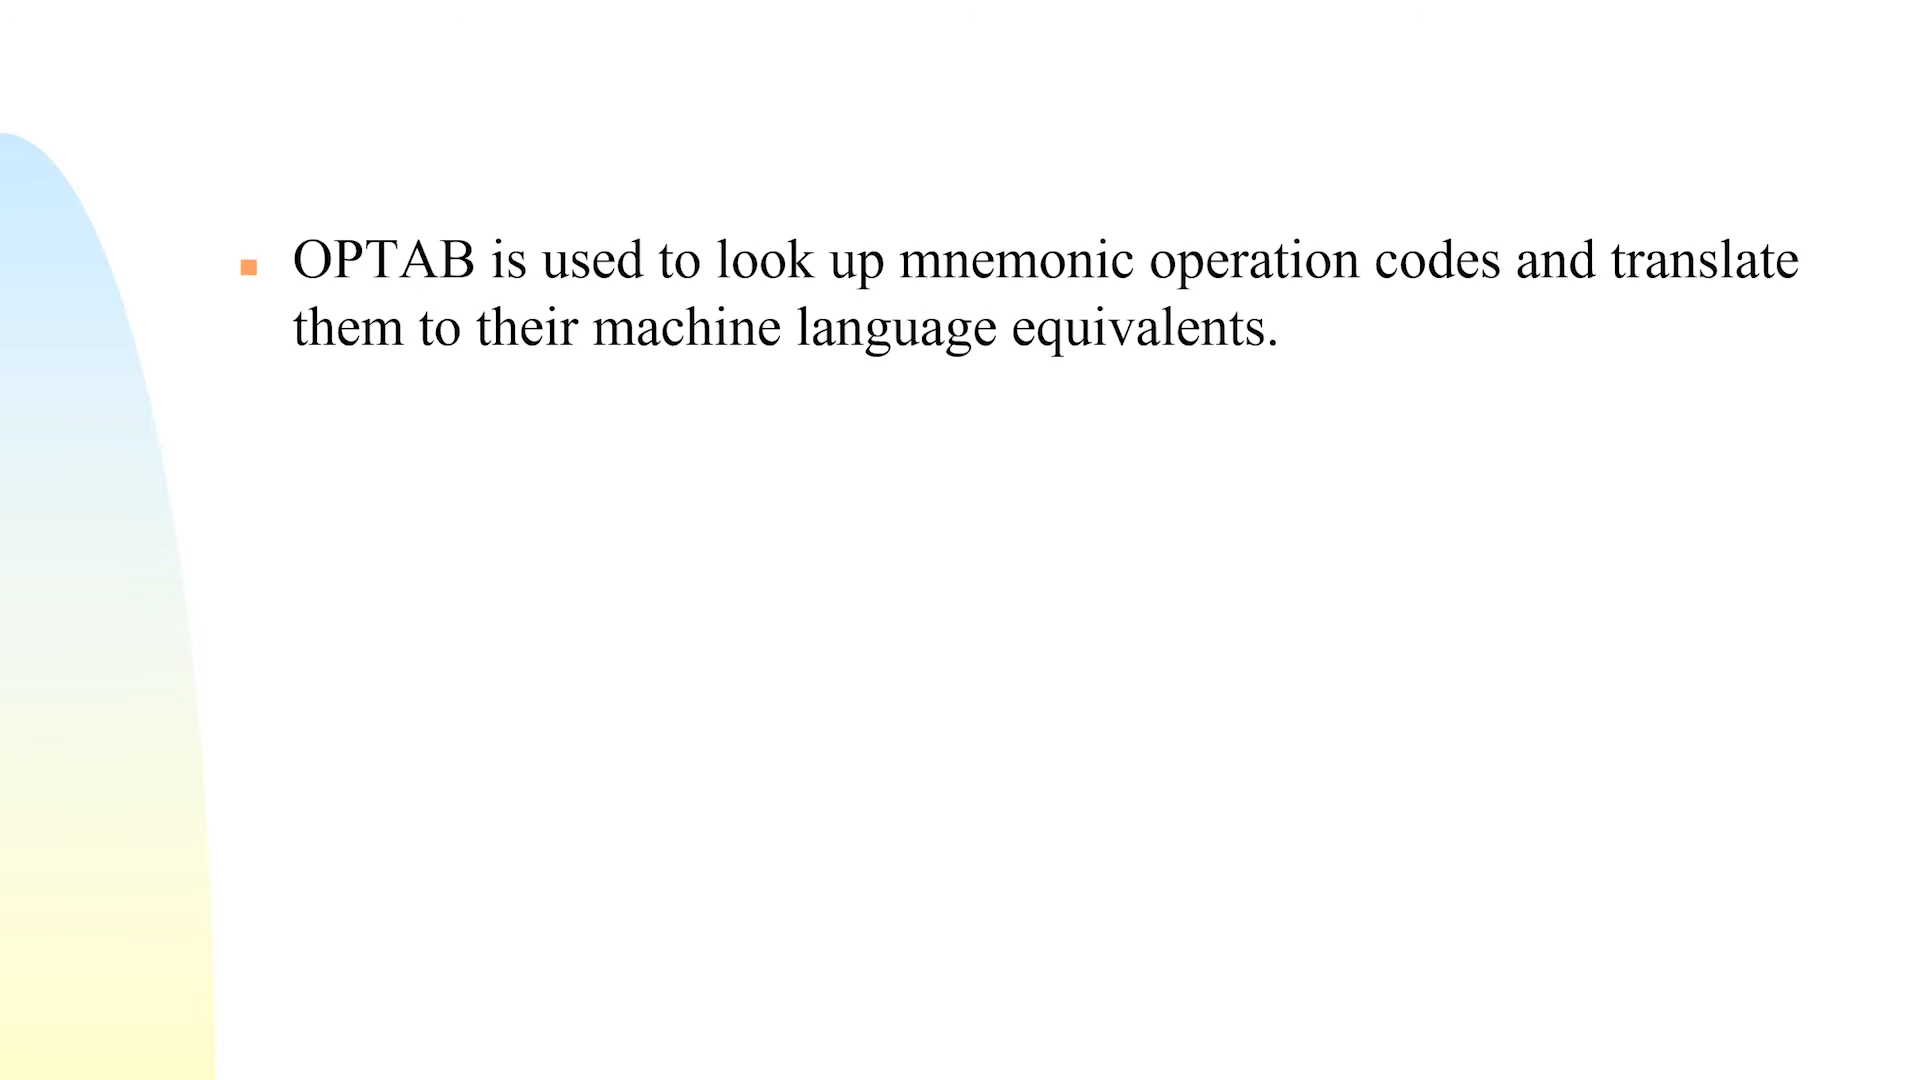 OPTAB is used to look up mnemonic operation codes and translate
them to their machine language equivalents.